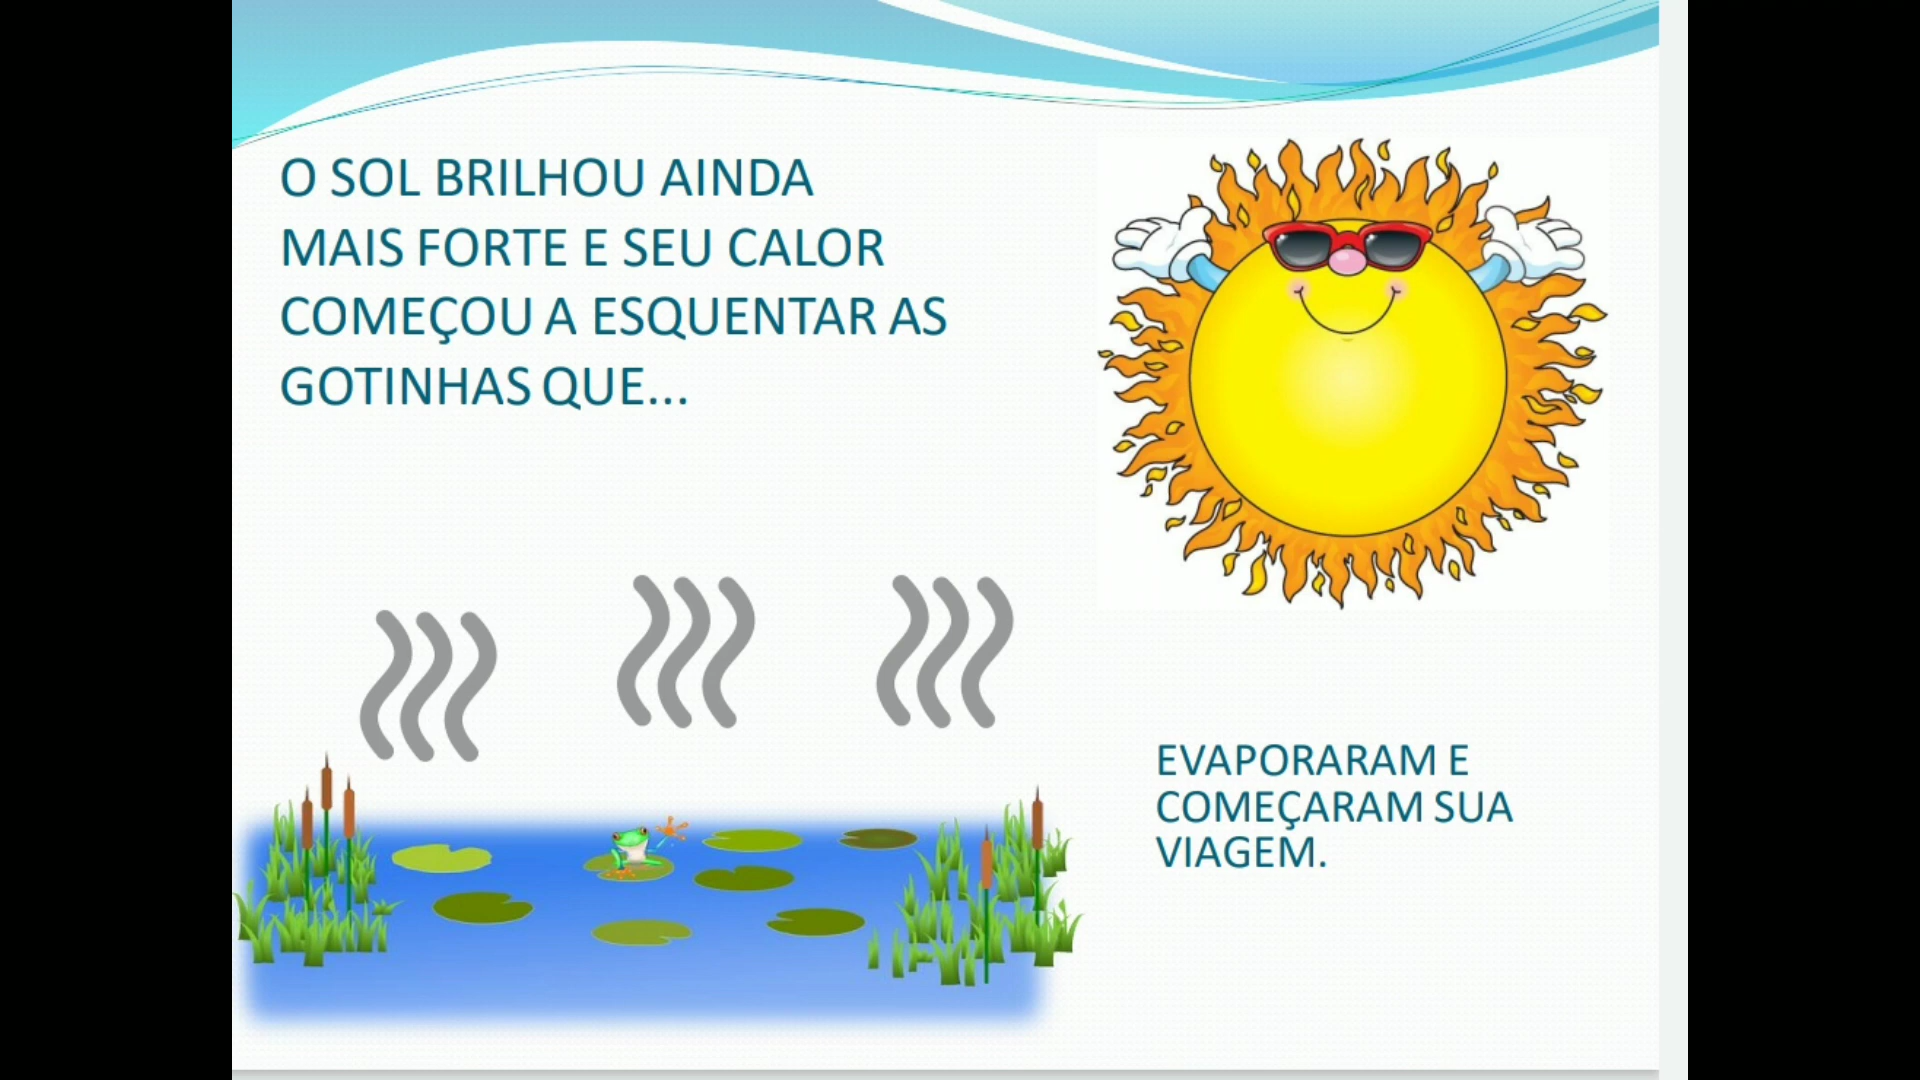 O SOL BRILHOU AINDA
MAIS FORTE E SEU CALOR
COMEÇOU A ESQUENTAR AS
GOTINHAS QUE...
EVAPORARAM E
COMEÇARAM SUA
VIAGEM.